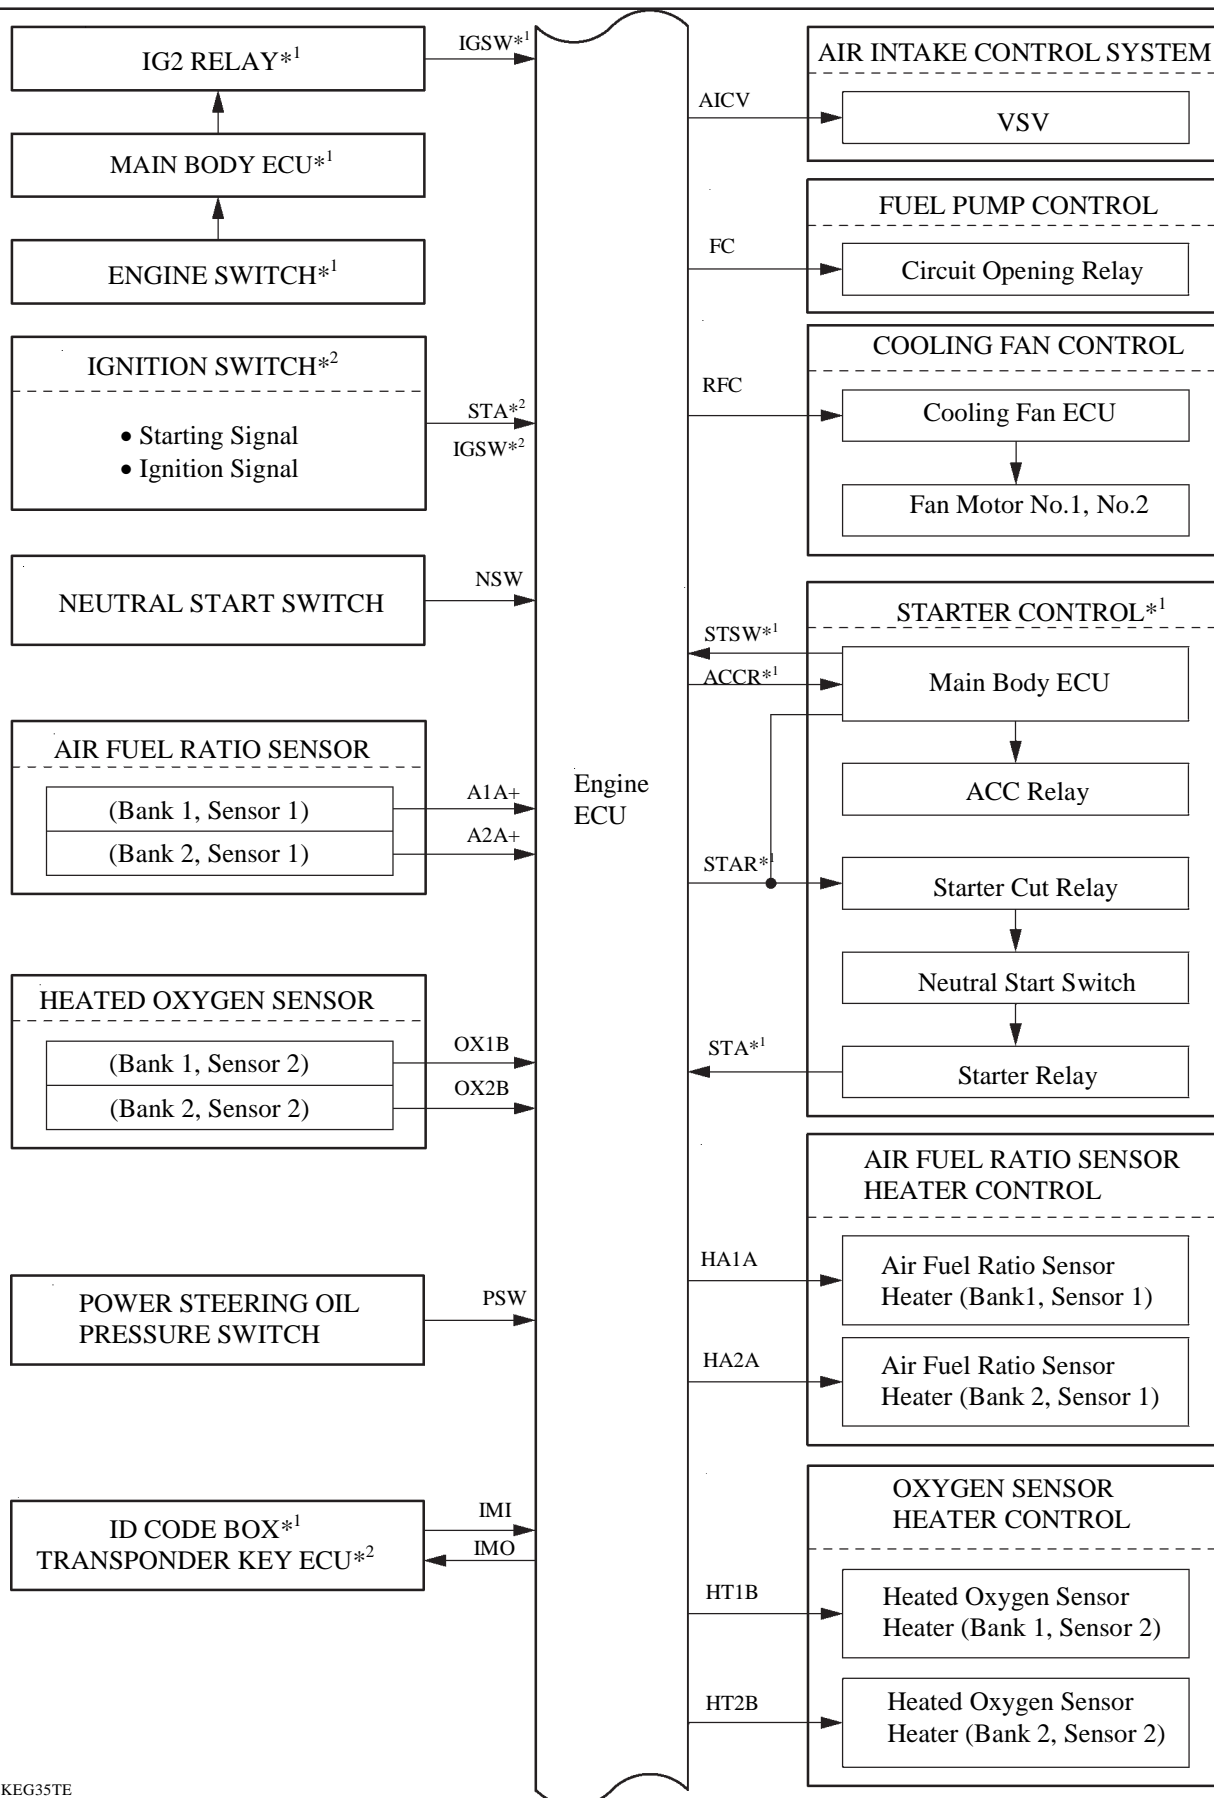 IG2 RELAY*1
IGSW*1
MAIN BODY ECU*1
ENGINE SWITCH*1
IGNITION SWITCH*2
• Starting Signal
• Ignition Signal
STA*2
IGSW*2
NEUTRAL START SWITCH
NSW
AIR FUEL RATIO SENSOR
(Bank 1, Sensor 1)
A1A+
(Bank 2, Sensor 1)
A2A+
HEATED OXYGEN SENSOR
(Bank 1, Sensor 2)
OX1B
(Bank 2, Sensor 2)
OX2B
POWER STEERING OIL
PRESSURE SWITCH
PSW
ID CODE BOX*1
TRANSPONDER KEY ECU*2
IMI
IMO
Engine
ECU
AIR INTAKE CONTROL SYSTEM
AICV
VSV
FUEL PUMP CONTROL
FC
Circuit Opening Relay
COOLING FAN CONTROL
RFC
Cooling Fan ECU
Fan Motor No.1, No.2
STARTER CONTROL*1
STSW*1
ACCR*1
Main Body ECU
ACC Relay
STAR*1
Starter Cut Relay
Neutral Start Switch
STA*1
Starter Relay
AIR FUEL RATIO SENSOR
HEATER CONTROL
HA1A
Air Fuel Ratio Sensor
Heater (Bank1, Sensor 1)
HA2A
Air Fuel Ratio Sensor
Heater (Bank 2, Sensor 1)
OXYGEN SENSOR
HEATER CONTROL
HT1B
Heated Oxygen Sensor
Heater (Bank 1, Sensor 2)
HT2B
Heated Oxygen Sensor
Heater (Bank 2, Sensor 2)
KEG35TE